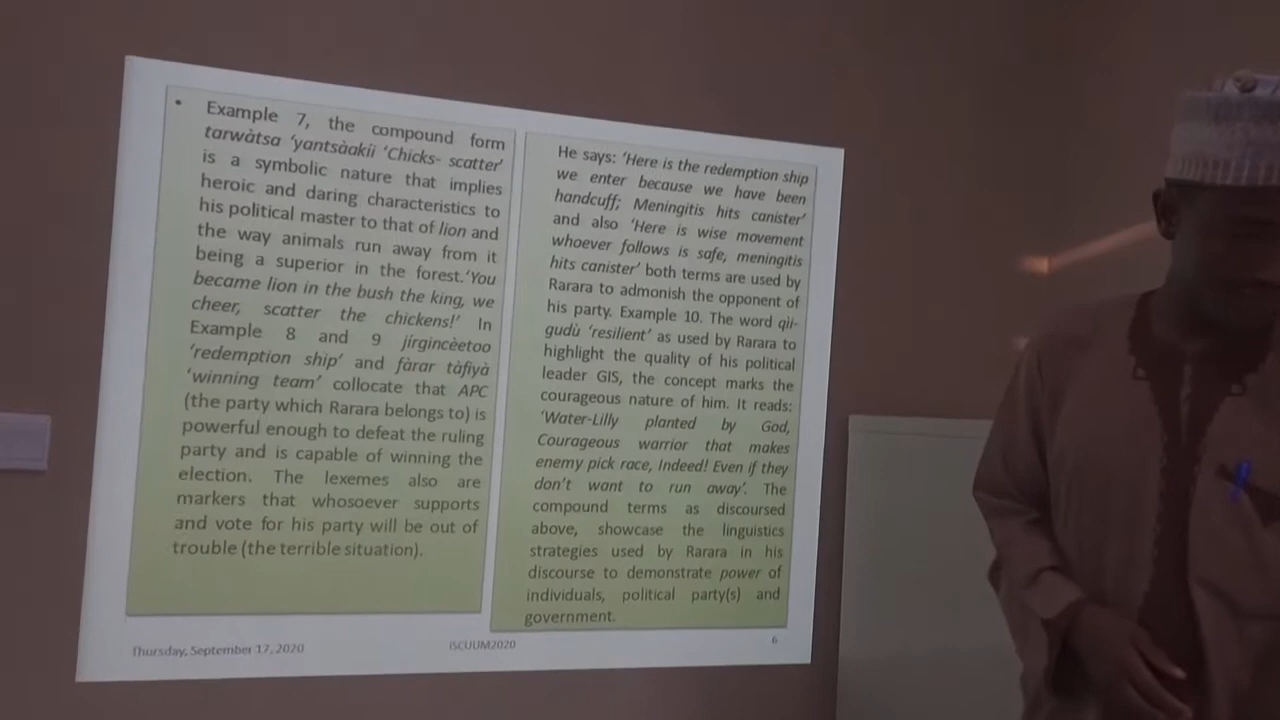 • Example 7, the compound form
tarwàtsa ‘yantsàakíi ‘Chicks- scatter’
is a symbolic nature that implies
heroic and daring characteristics to
his political master to that of lion and
the way animals run away from it
being a superior in the forest.‘You
became lion in the bush the king, we
cheer, scatter the chickens!’ In
Example 8 and 9 jírgincèetoo
‘redemption ship’ and fàrar tàfiyà
‘winning team’ collocate that APC
(the party which Rarara belongs to) is
powerful enough to defeat the ruling
party and is capable of winning the
election. The lexemes also are
markers that whosoever supports
and vote for his party will be out of
trouble (the terrible situation).
He says: ‘Here is the redemption ship
we enter because we have been
handcuff; Meningitis hits canister’
and also ‘Here is wise movement
whoever follows is safe, meningitis
hits canister’ both terms are used by
Rarara to admonish the opponent of
his party. Example 10. The word qii-
gudù ‘resilient’ as used by Rarara to
highlight the quality of his political
leader GIS, the concept marks the
courageous nature of him. It reads:
‘Water-Lilly planted by God,
Courageous warrior that makes
enemy pick race, Indeed! Even if they
don’t want to run away’. The
compound terms as discoursed
above, showcase the linguistics
strategies used by Rarara in his
discourse to demonstrate power of
individuals, political party(s) and
government.
Thursday, September 17, 2020
ISCUUM2020
6